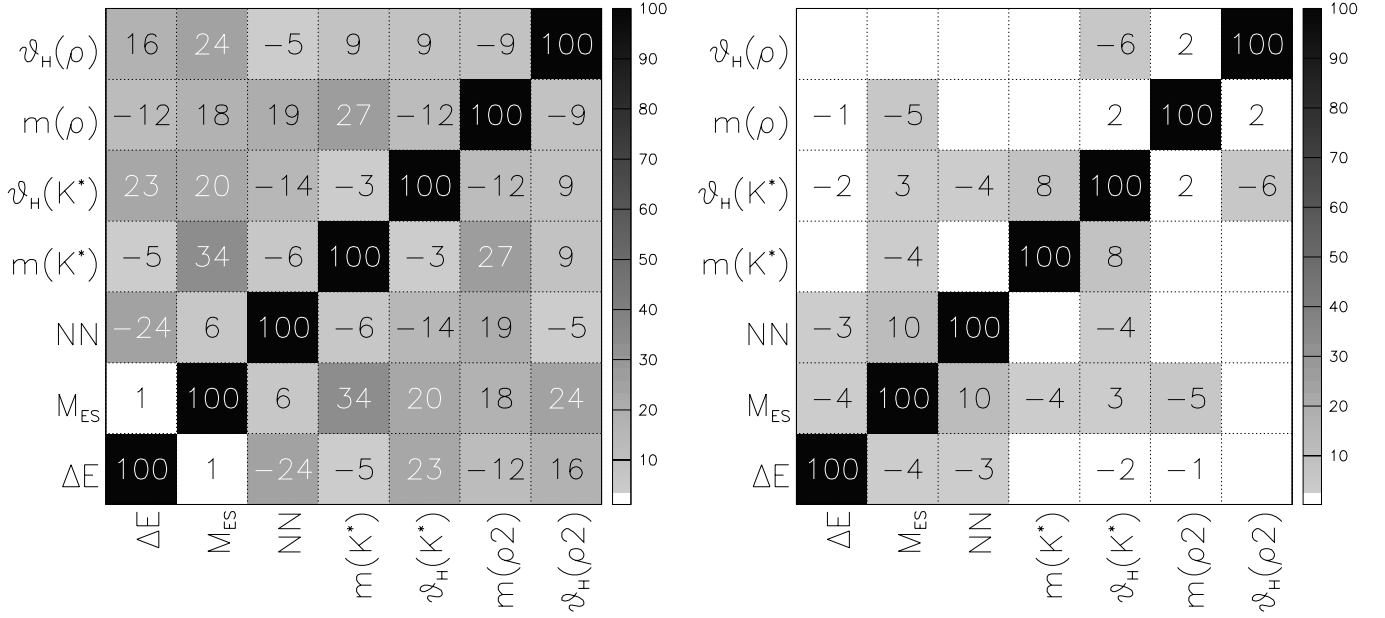 ϑH(ρ) 16 24 −5 9 9 −9 100
m(ρ) −12 18 19 27 −12 100 −9
ϑH(K*) 23 20 −14 −3 100 −12 9
m(K*) −5 34 −6 100 −3 27 9
NN −24 6 100 −6 −14 19 −5
MES 1 100 6 34 20 18 24
ΔE 100 1 −24 −5 23 −12 16
ΔE MES NN m(K*) ϑH(K*) m(ρ2) ϑH(ρ2)
100
90
80
70
60
50
40
30
20
10
ϑH(ρ) −6 2 100
m(ρ) −1 −5 2 100 2
ϑH(K*) −2 3 −4 8 100 2 −6
m(K*) −4 100 8
NN −3 10 100 −4
MES −4 100 10 −4 3 −5
ΔE 100 −4 −3 −2 −1
ΔE MES NN m(K*) ϑH(K*) m(ρ2) ϑH(ρ2)
100
90
80
70
60
50
40
30
20
10